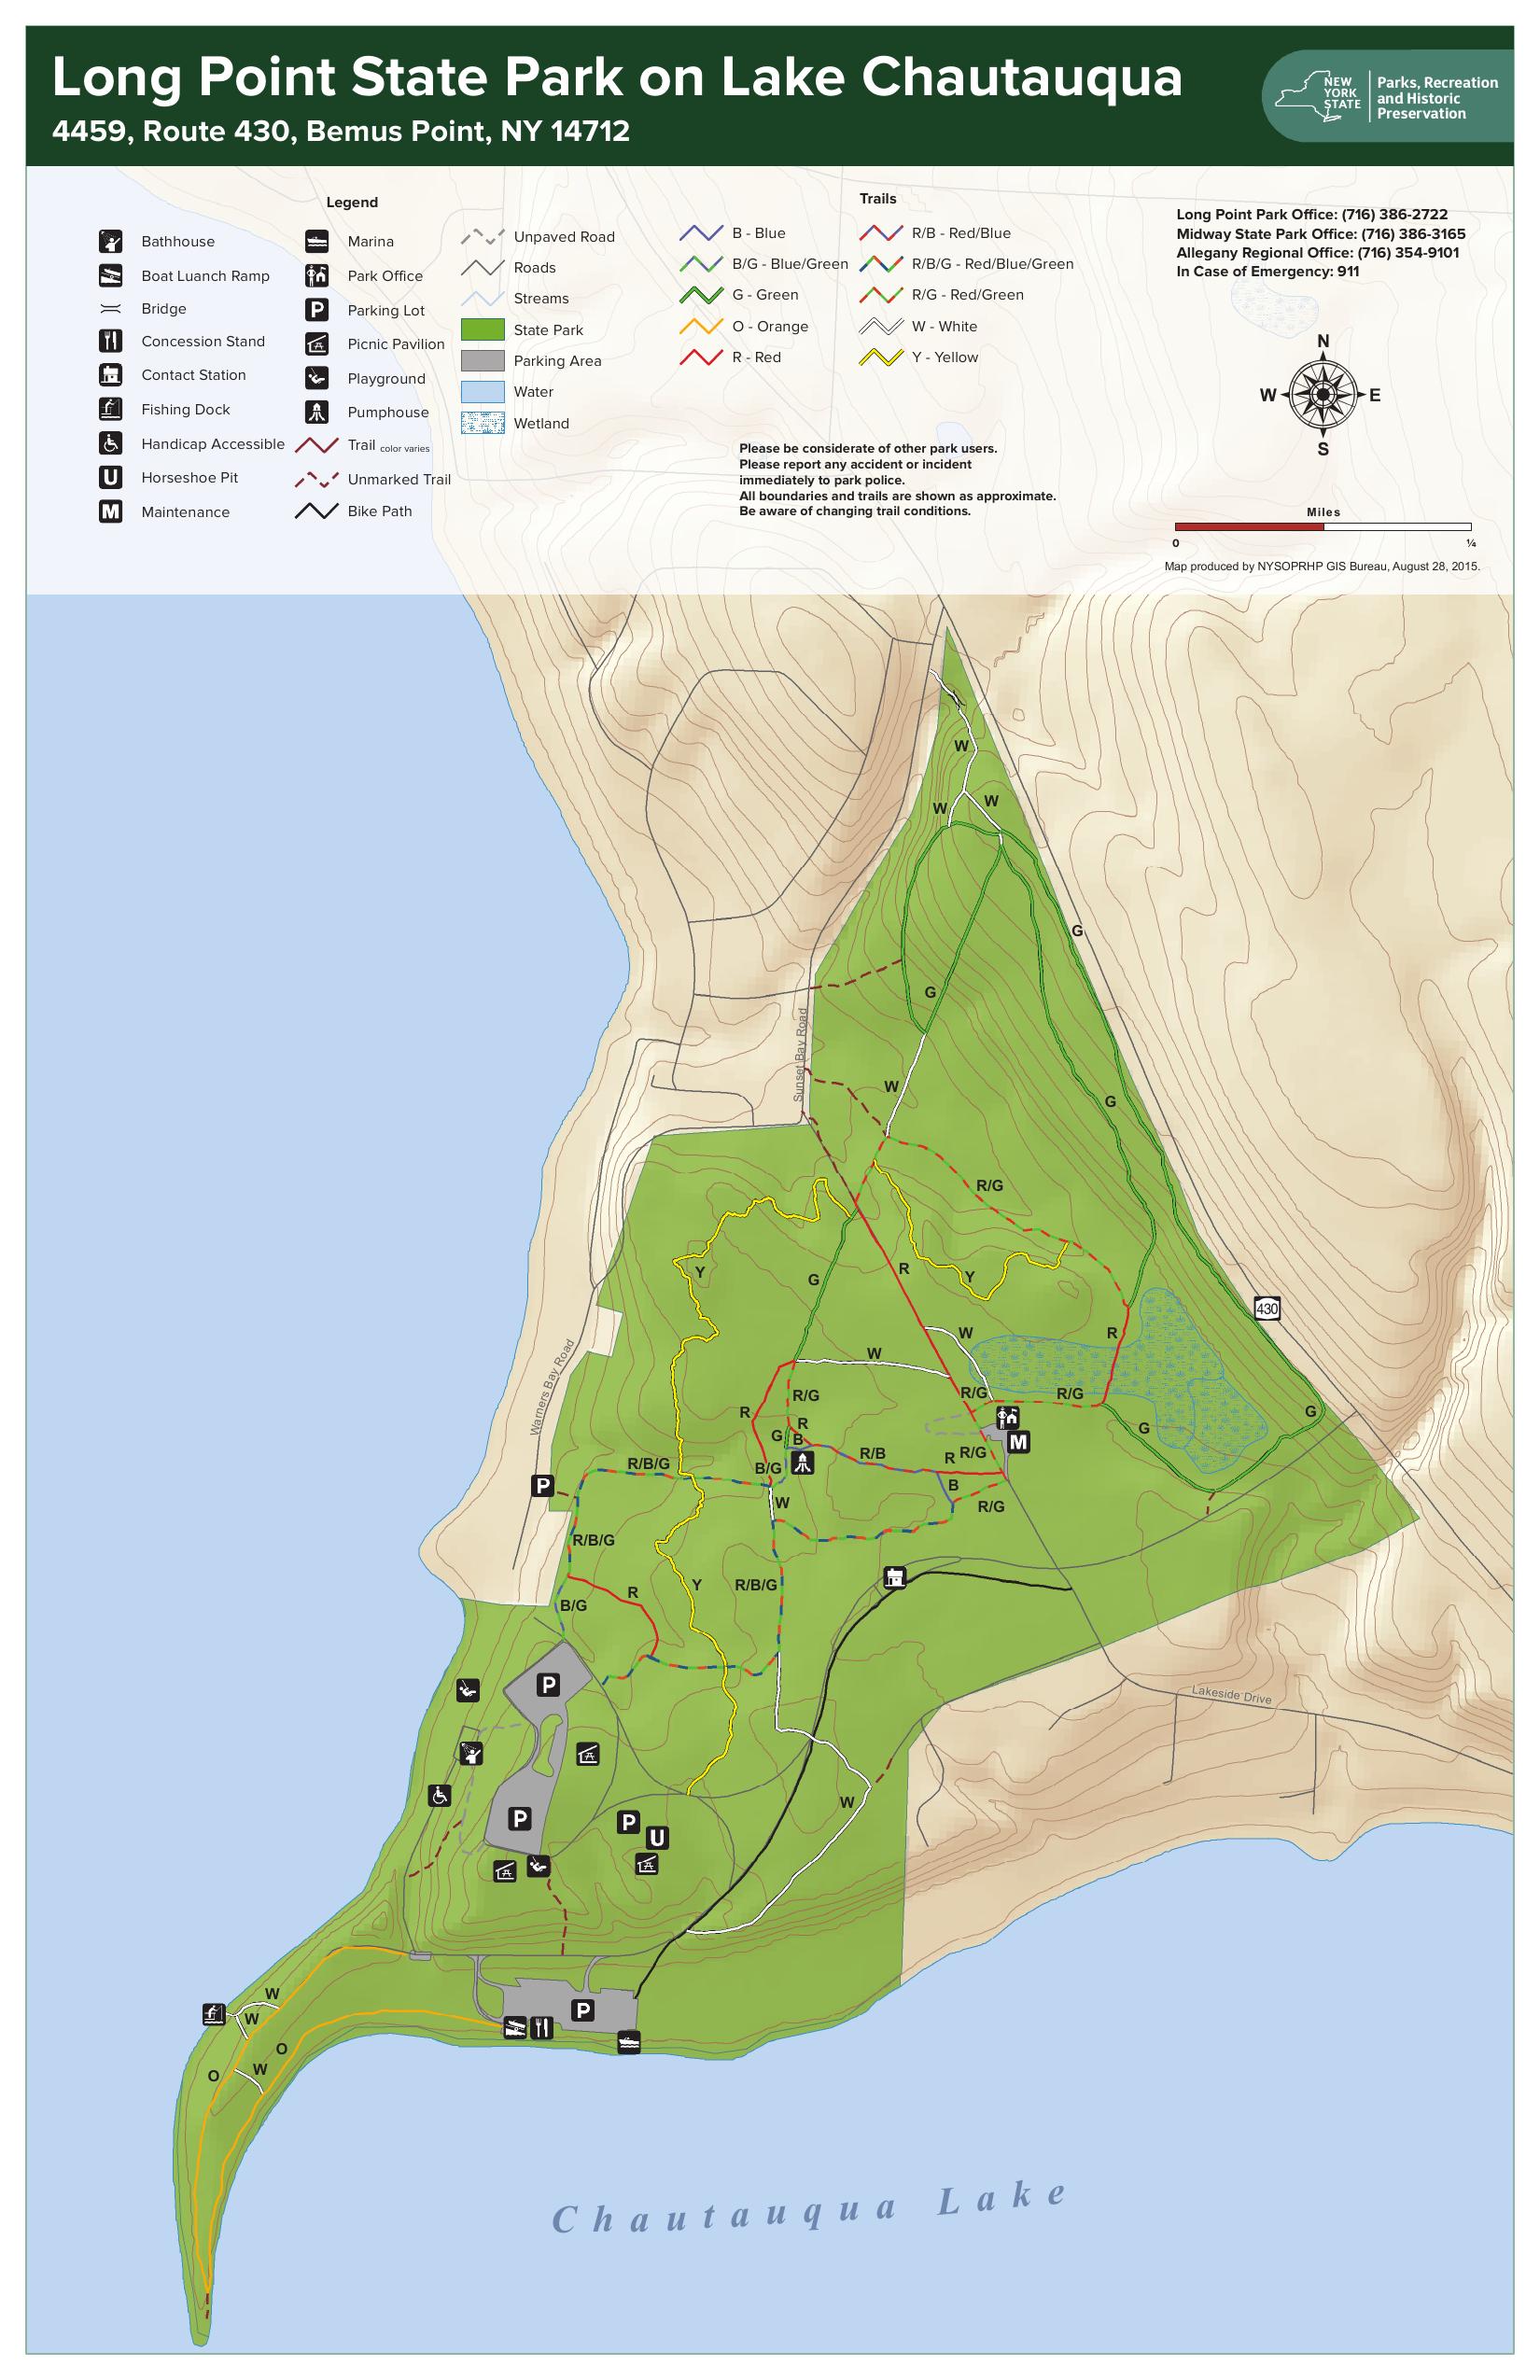 Long Point State Park on Lake Chautauqua
4459, Route 430, Bemus Point, NY 14712
NEW
YORK
STATE
Parks, Recreation
and Historic
Preservation
Legend
Bathhouse
Boat Luanch Ramp
Bridge
Concession Stand
Contact Station
Fishing Dock
Handicap Accessible
U Horseshoe Pit
M Maintenance
Marina
Park Office
P Parking Lot
Picnic Pavilion
Playground
Pumphouse
Trail color varies
Unmarked Trail
Bike Path
Unpaved Road
Roads
Streams
State Park
Parking Area
Water
Wetland
Trails
B - Blue
B/G - Blue/Green
G - Green
O - Orange
R - Red
R/B - Red/Blue
R/B/G - Red/Blue/Green
R/G - Red/Green
W - White
Y - Yellow
Please be considerate of other park users.
Please report any accident or incident
immediately to park police.
All boundaries and trails are shown as approximate.
Be aware of changing trail conditions.
Long Point Park Office: (716) 386-2722
Midway State Park Office: (716) 386-3165
Allegany Regional Office: (716) 354-9101
In Case of Emergency: 911
N
W E
S
Miles
0 ¼
Map produced by NYSOPRHP GIS Bureau, August 28, 2015.
W
W
W
G
G
Sunset Bay Road
W
G
R/G
Y
R
Y
G
430
W
R
W
Warners Bay Road
R/G
R/G
R/G
R
G
R
G
B
M
G
R/B
R
R/G
R/B/G
B/G
P
B
W
R/G
R/B/G
Y
R/B/G
R
B/G
P
Lakeside Drive
W
P
P
U
W
W
P
O
W
O
Chautauqua Lake